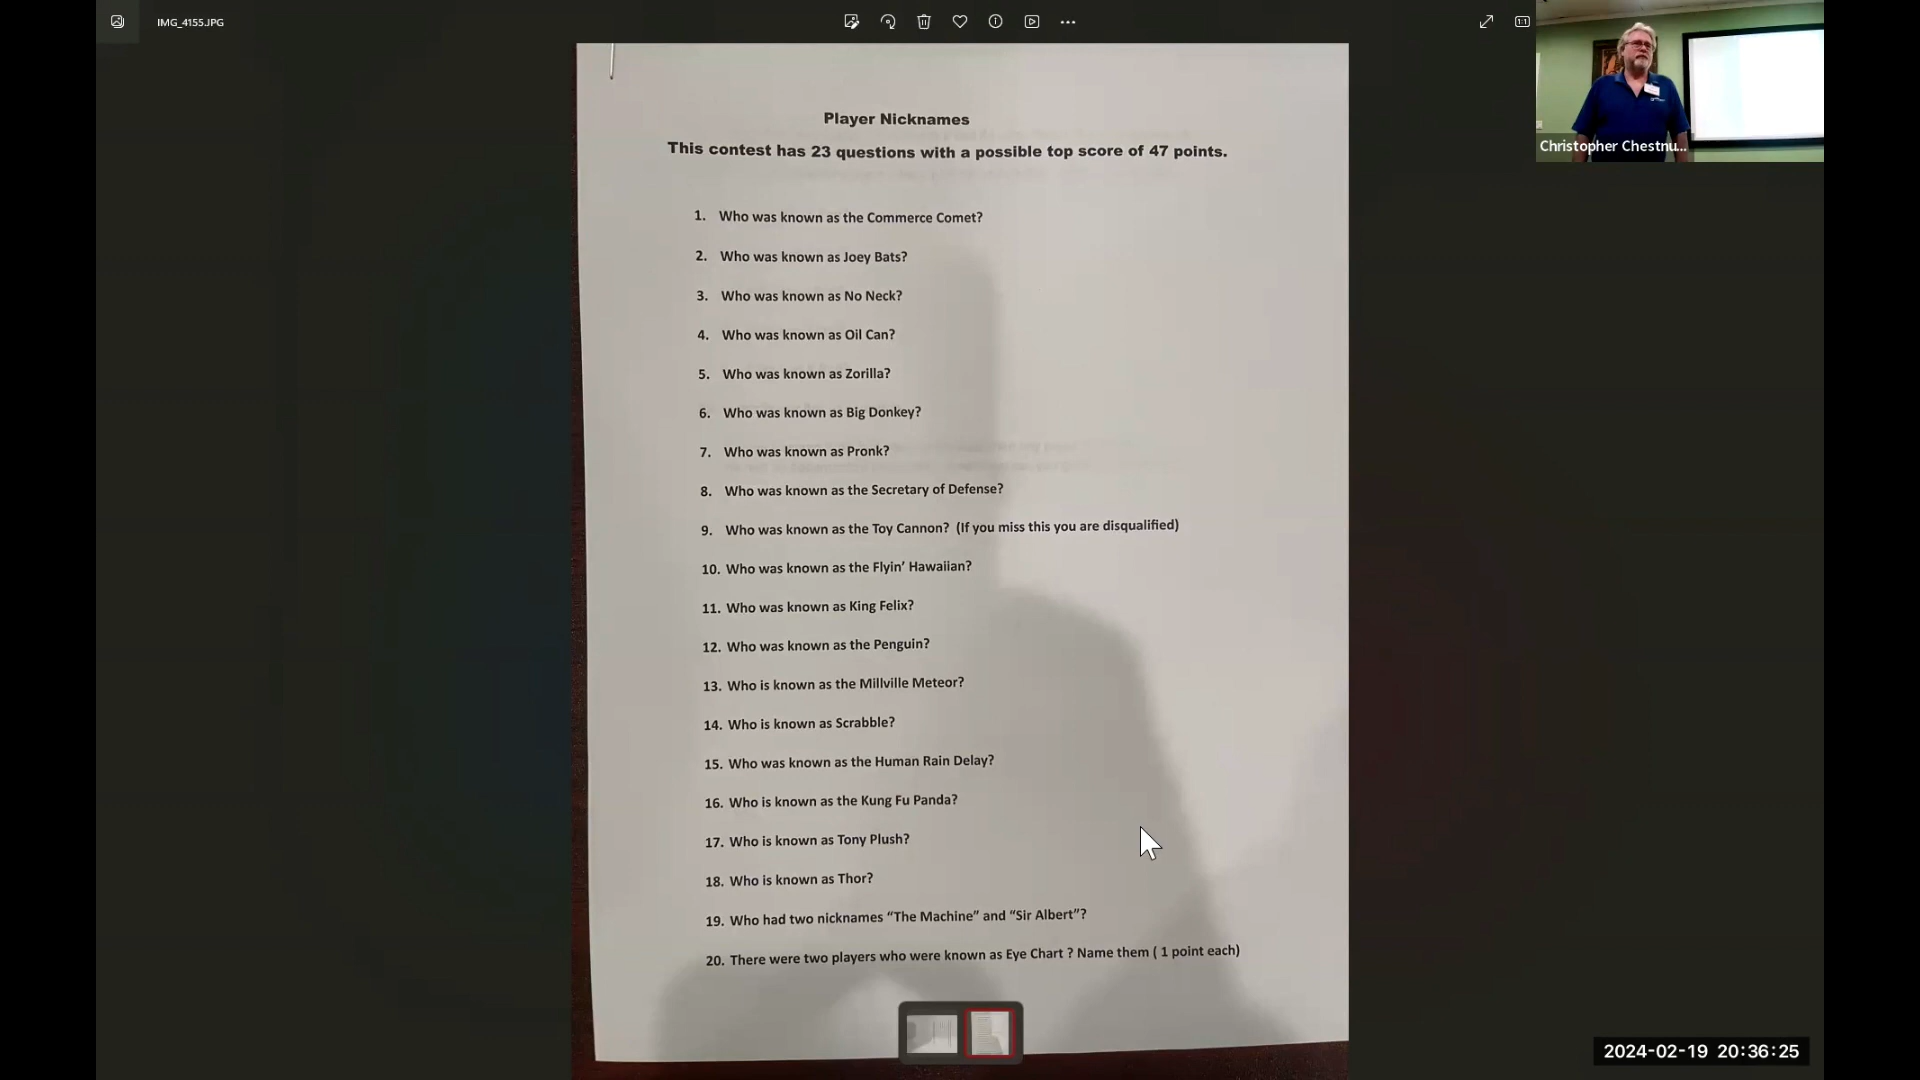 IMG_4155.JPG
Player Nicknames
This contest has 23 questions with a possible top score of 47 points.
1. Who was known as the Commerce Comet?
2. Who was known as Joey Bats?
3. Who was known as No Neck?
4. Who was known as Oil Can?
5. Who was known as Zorilla?
6. Who was known as Big Donkey?
7. Who was known as Pronk?
8. Who was known as the Secretary of Defense?
9. Who was known as the Toy Cannon? (If you miss this you are disqualified)
10. Who was known as the Flyin’ Hawaiian?
11. Who was known as King Felix?
12. Who was known as the Penguin?
13. Who is known as the Millville Meteor?
14. Who is known as Scrabble?
15. Who was known as the Human Rain Delay?
16. Who is known as the Kung Fu Panda?
17. Who is known as Tony Plush?
18. Who is known as Thor?
19. Who had two nicknames “The Machine” and “Sir Albert”?
20. There were two players who were known as Eye Chart ? Name them ( 1 point each)
1:1
Christopher Chestnu...
2024-02-19 20:36:25